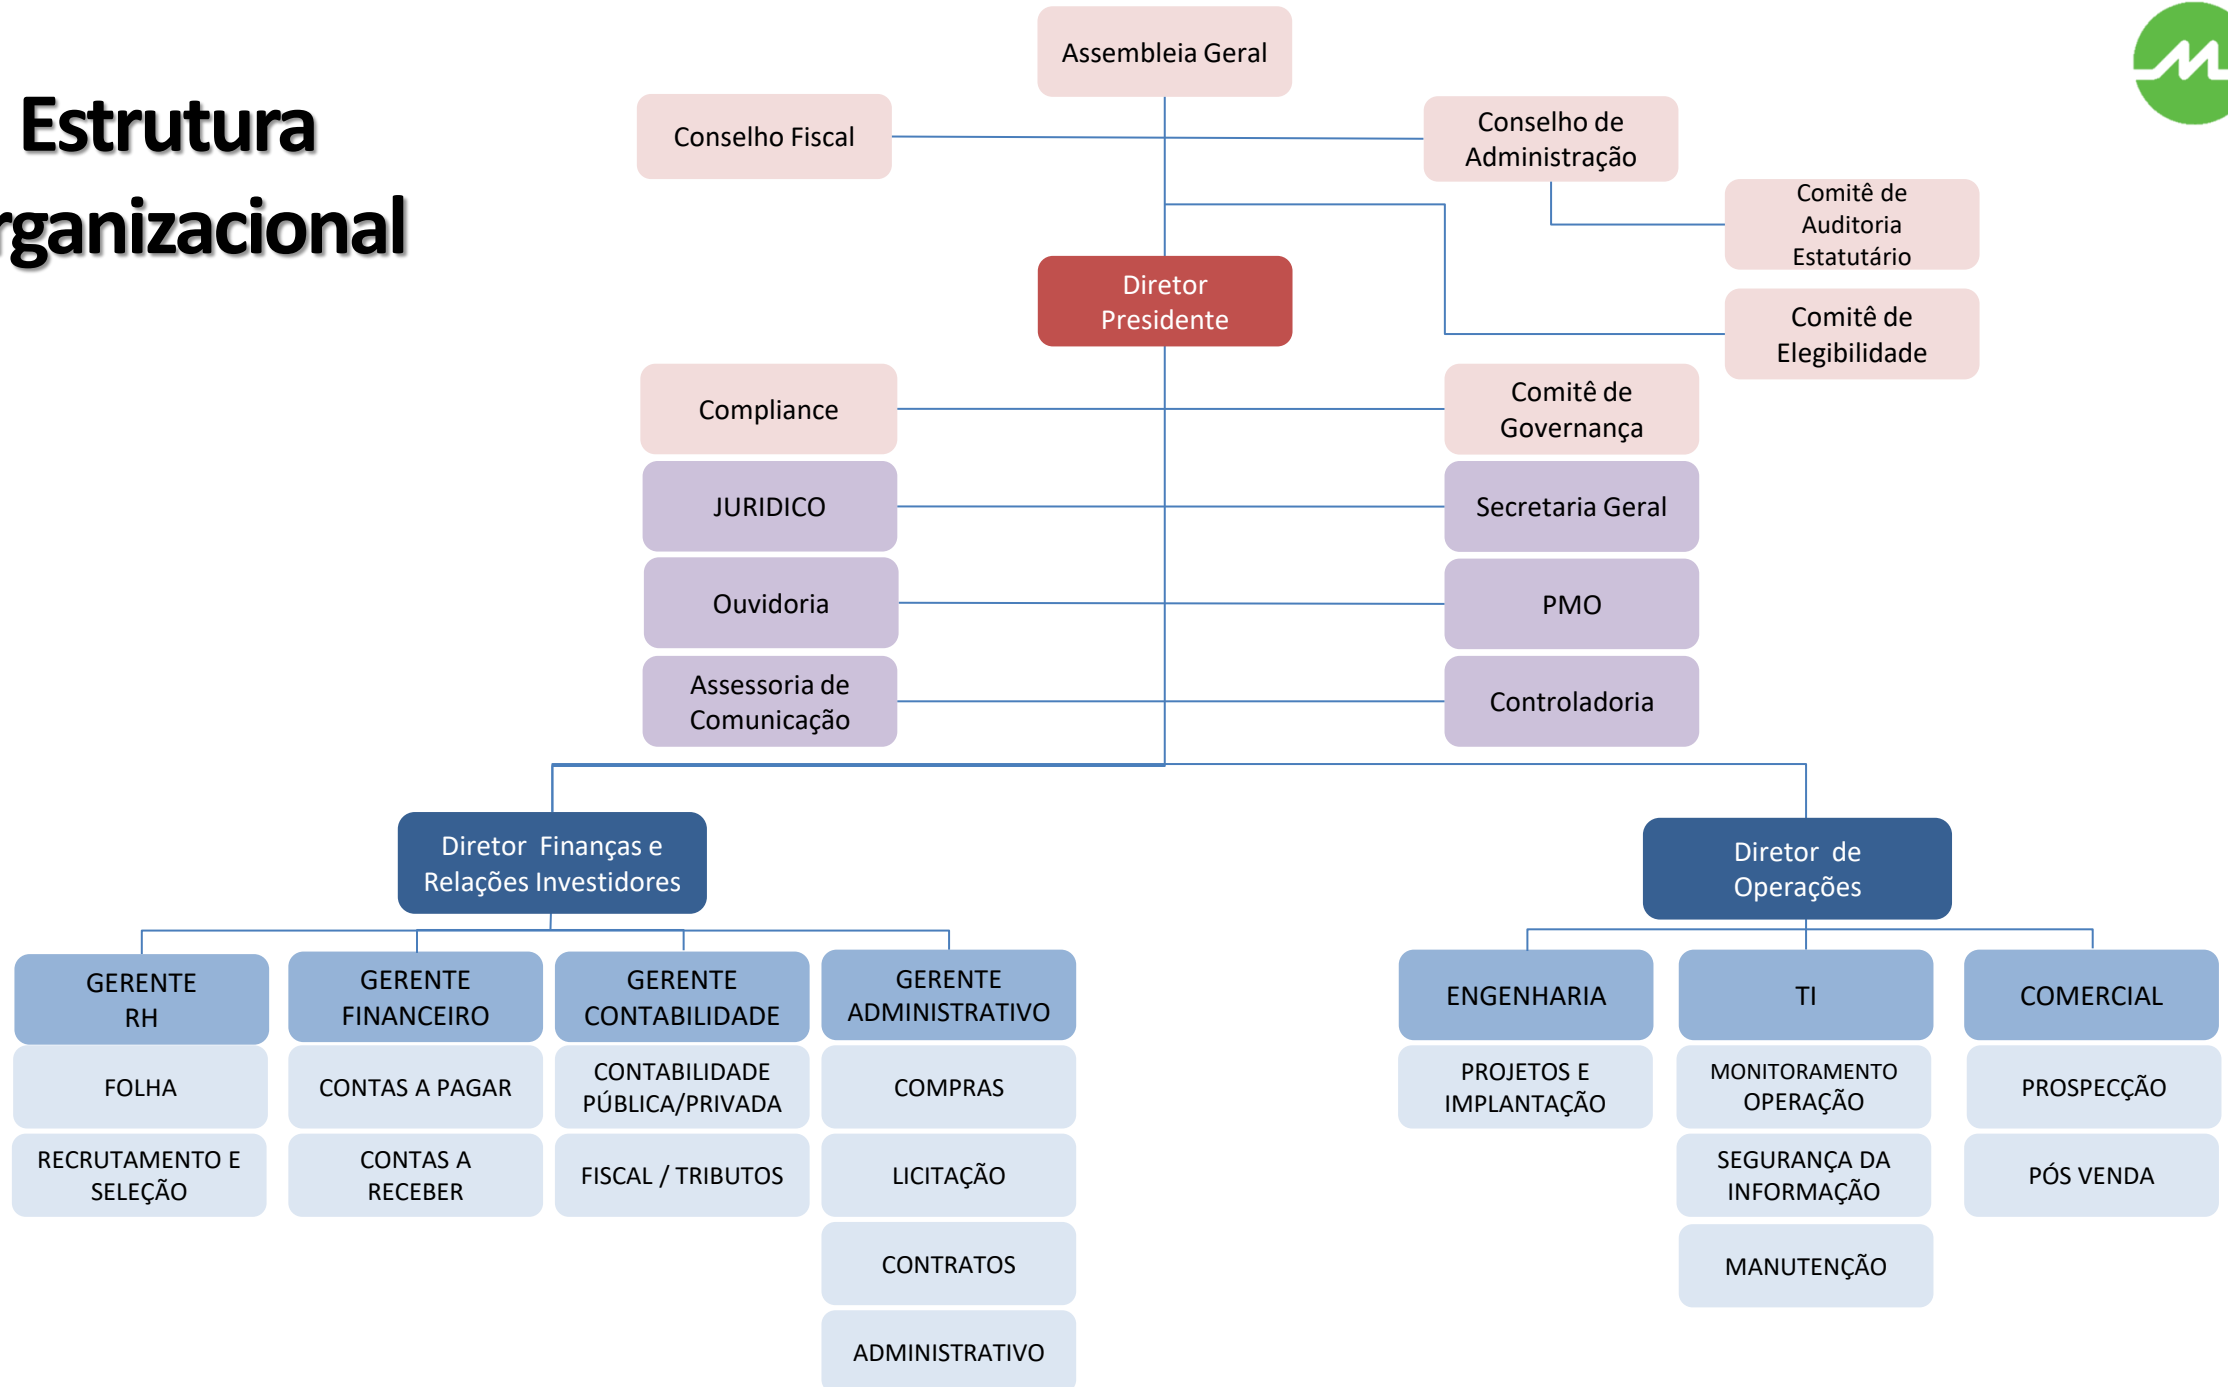 Estrutura
rganizacional
Assembleia Geral
Conselho Fiscal
Conselho de
Administração
Comitê de
Auditoria
Estatutário
Diretor
Presidente
Comitê de
Elegibilidade
Compliance
Comitê de
Governança
JURIDICO
Secretaria Geral
Ouvidoria
PMO
Assessoria de
Comunicação
Controladoria
Diretor  Finanças e
Relações Investidores
Diretor  de
Operações
GERENTE
RH
GERENTE
FINANCEIRO
GERENTE
CONTABILIDADE
GERENTE
ADMINISTRATIVO
ENGENHARIA
TI
COMERCIAL
FOLHA
CONTAS A PAGAR
CONTABILIDADE
PÚBLICA/PRIVADA
COMPRAS
PROJETOS E
IMPLANTAÇÃO
MONITORAMENTO
OPERAÇÃO
PROSPECÇÃO
RECRUTAMENTO E
SELEÇÃO
CONTAS A
RECEBER
FISCAL / TRIBUTOS
LICITAÇÃO
SEGURANÇA DA
INFORMAÇÃO
PÓS VENDA
CONTRATOS
MANUTENÇÃO
ADMINISTRATIVO